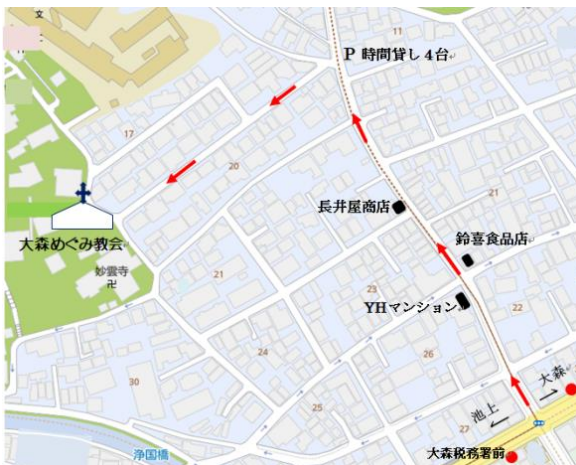 文
11
P 時間貸し 4台
17
20
21
長井屋商店
鈴喜食品店
大森めぐみ教会
妙雲寺
卍
21
23
YHマンション
22
24
26
30
大森
池上
25
27
浄国橋
大森税務署前